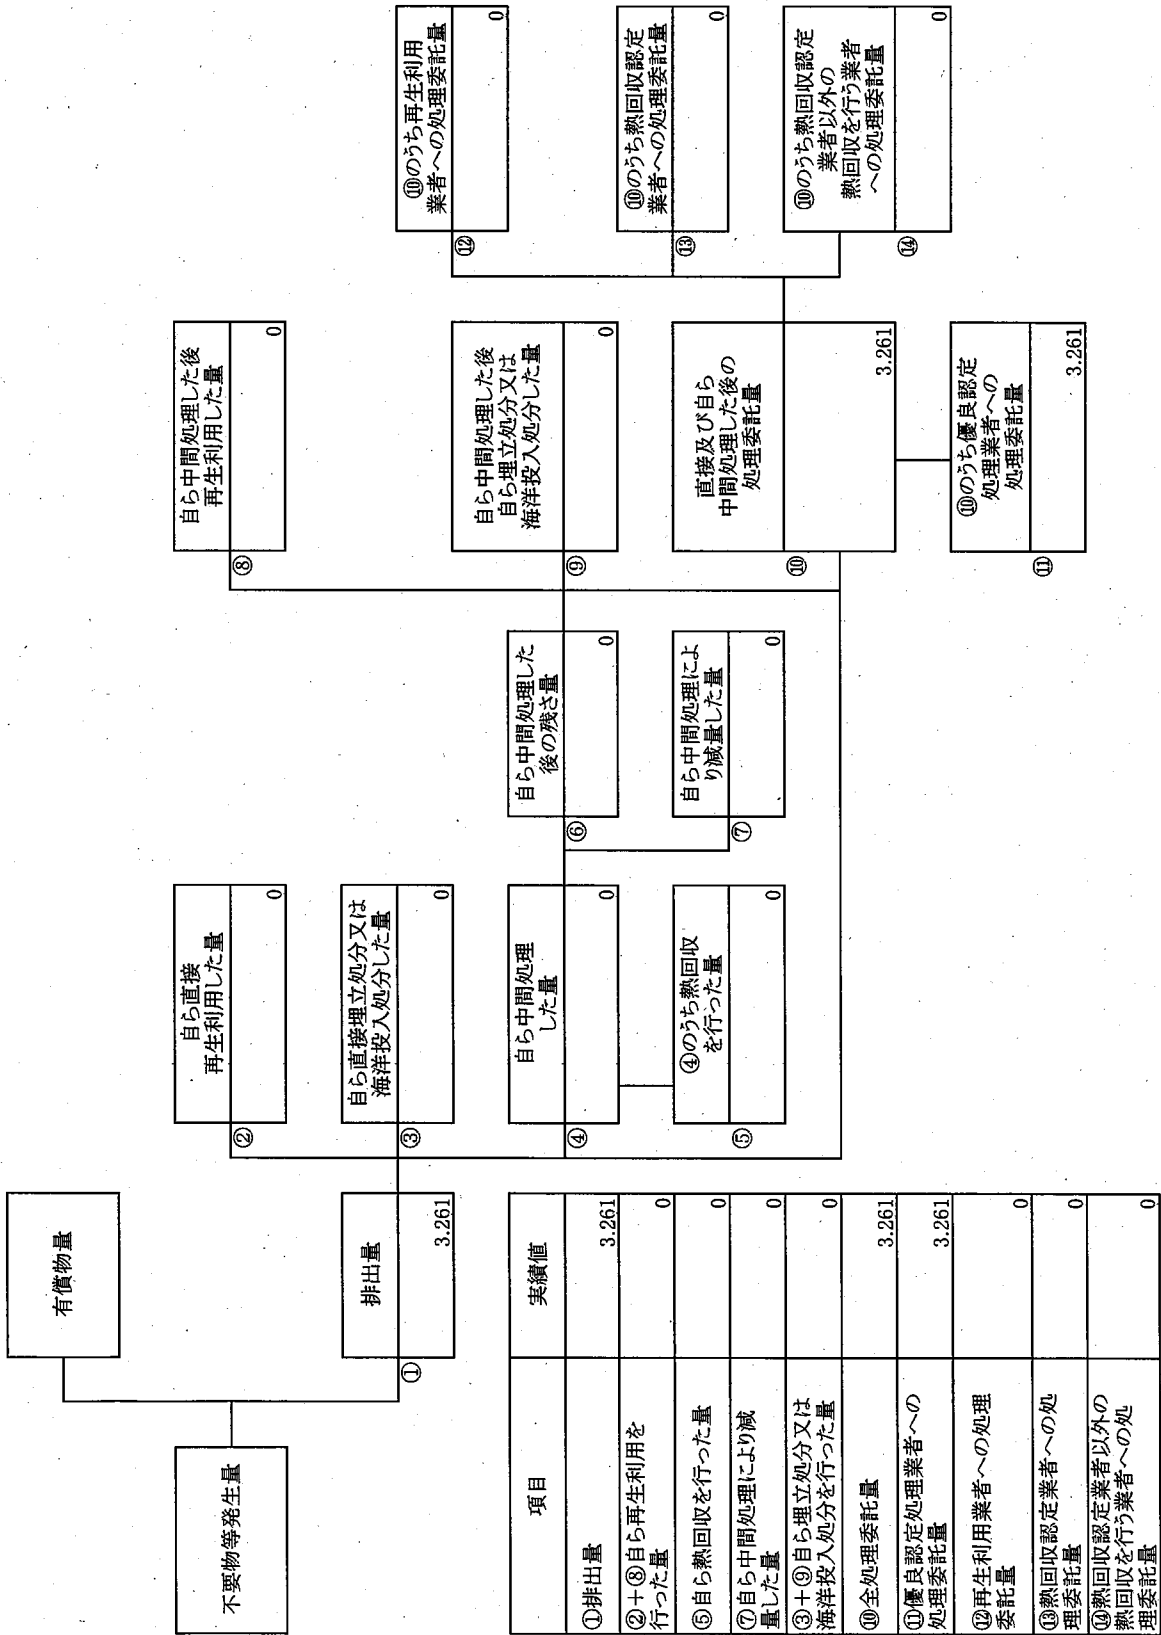 不要物等発生量
有償物量
排出量
①
3.261
自ら直接
再生利用した量
②
0
自ら直接埋立処分又は
海洋投入処分した量
③
0
自ら中間処理
した量
④
0
④のうち熱回収
を行った量
⑤
0
自ら中間処理した
後の残さ量
⑥
0
自ら中間処理によ
り減量した量
⑦
0
自ら中間処理した後
再生利用した量
⑧
0
自ら中間処理した後
自ら埋立処分又は
海洋投入処分した量
⑨
0
直接及び自ら
中間処理した後の
処理委託量
⑩
3.261
⑩のうち優良認定
処理業者への
処理委託量
⑪
3.261
⑩のうち再生利用
業者への処理委託量
⑫
0
⑩のうち熱回収認定
業者への処理委託量
⑬
0
⑩のうち熱回収認定
業者以外の
熱回収を行う業者
への処理委託量
⑭
0
項目 実績値
①排出量 3.261
②+⑧自ら再生利用を
行った量 0
⑤自ら熱回収を行った量 0
⑦自ら中間処理により減
量した量 0
③+⑨自ら埋立処分又は
海洋投入処分を行った量 0
⑩全処理委託量 3.261
⑪優良認定処理業者への
処理委託量 3.261
⑫再生利用業者への処理
委託量 0
⑬熱回収認定業者への処
理委託量 0
⑭熱回収認定業者以外の
熱回収を行う業者への処
理委託量 0